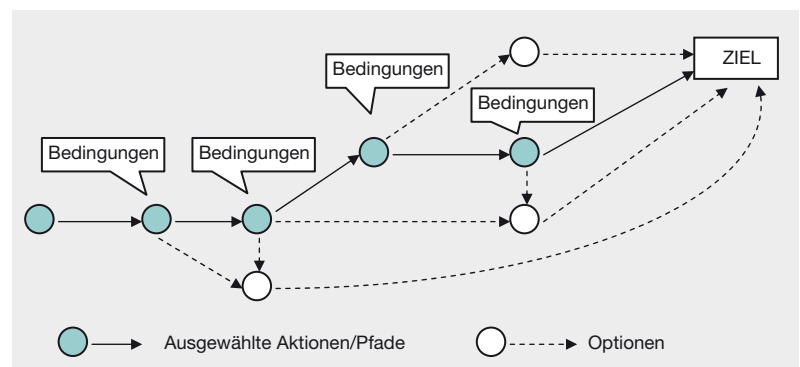 ZIEL
Bedingungen
Bedingungen
Bedingungen
Bedingungen
Ausgewählte Aktionen/Pfade
Optionen